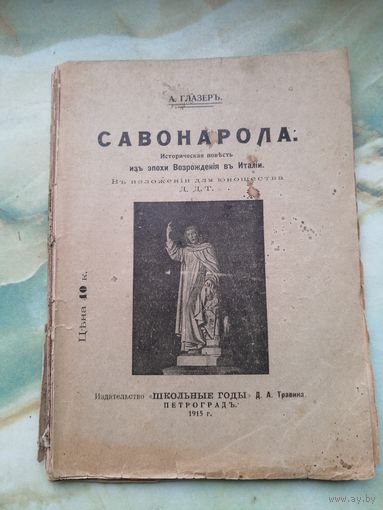 А. ГЛАЗЕРЪ.
САВОНАРОЛА.
Историческая повѣсть
изъ эпохи Возрожденія въ Италіи.
Въ изложеніи для юношества
Д. Д. Т.
Цѣна 40 к.
Издательство «ШКОЛЬНЫЕ ГОДЫ» Д. А. Травина.
ПЕТРОГРАДЪ.
1915 г.
ay.by